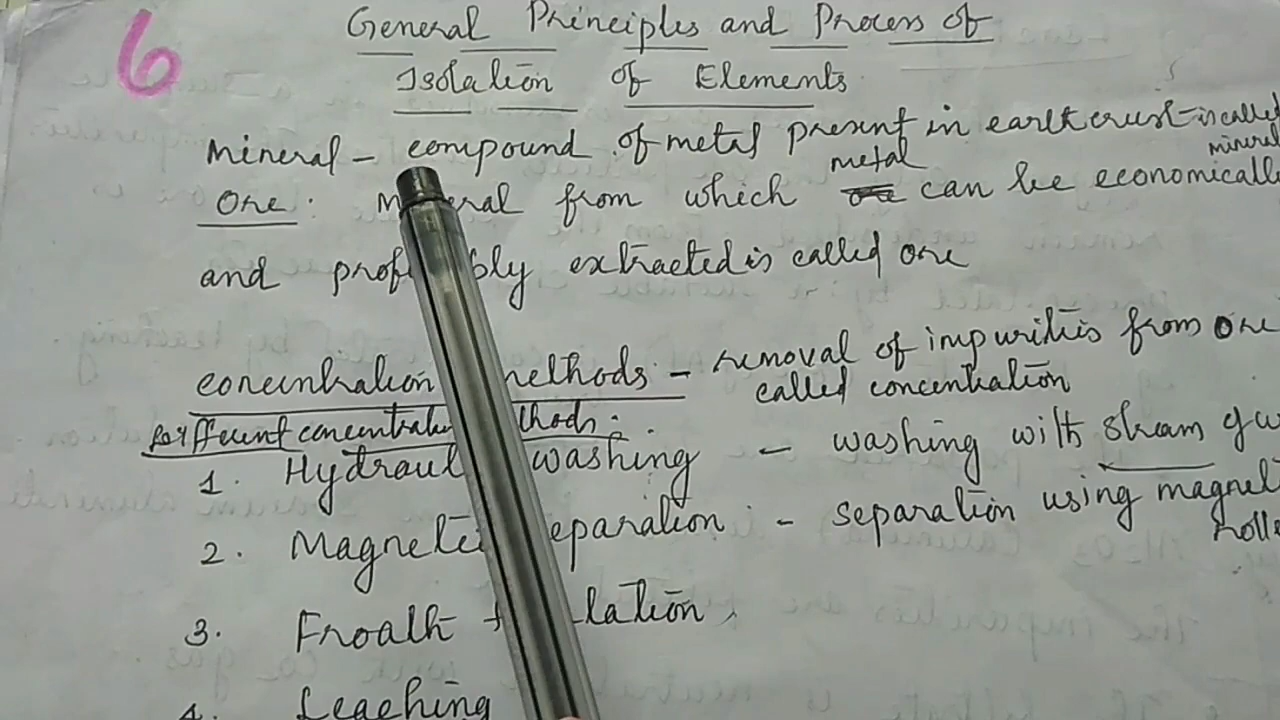 6
General Principles and Process of
Isolation of Elements
Mineral - compound of metal present in earth crust is called mineral
Ore. Mineral from which metal can be economically
and profitably extracted is called ore
concentration methods - removal of impurities from ore
called concentration
Different concentration methods:-
1. Hydraulic washing - washing with stream of
2. Magnetic separation - separation using magnetic
3. Froath
4. Leaching